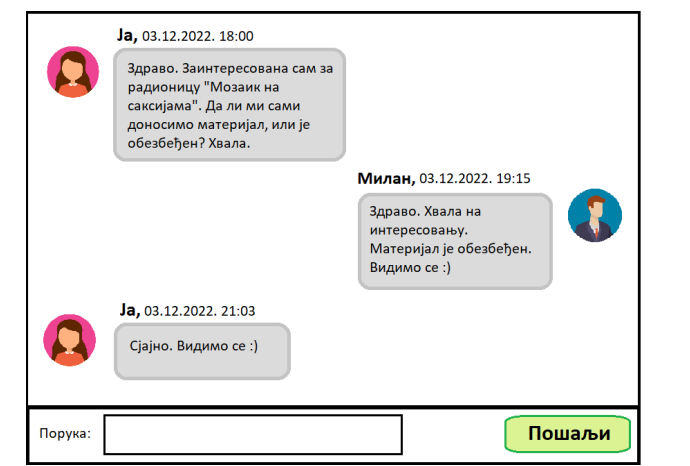 Ја, 03.12.2022. 18:00
Здраво. Заинтересована сам за
радионицу "Мозаик на
саксијама". Да ли ми сами
доносимо материјал, или је
обезбеђен? Хвала.
Милан, 03.12.2022. 19:15
Здраво. Хвала на
интересовању.
Материјал је обезбеђен.
Видимо се :)
Ја, 03.12.2022. 21:03
Сјајно. Видимо се :)
Порука:
Пошаљи